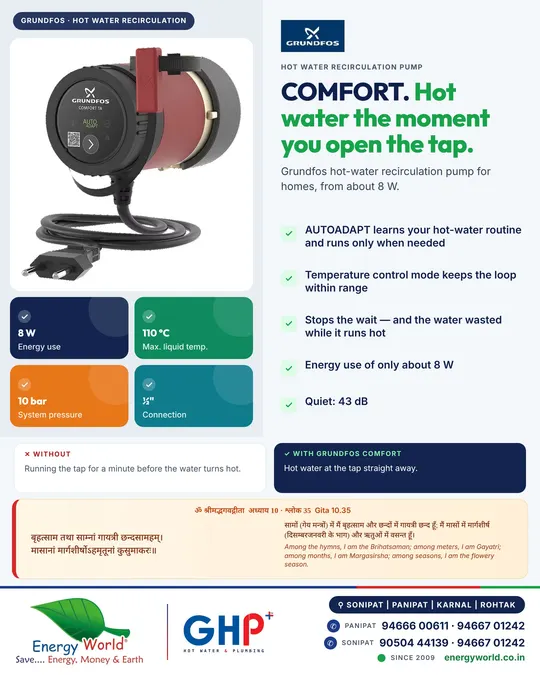 GRUNDFOS · HOT WATER RECIRCULATION
GRUNDFOS
COMFORT TA
AUTO
ADAPT
8 W
Energy use
110 °C
Max. liquid temp.
10 bar
System pressure
½"
Connection
GRUNDFOS
HOT WATER RECIRCULATION PUMP
COMFORT. Hot
water the moment
you open the tap.
Grundfos hot-water recirculation pump for
homes, from about 8 W.
AUTOADAPT learns your hot-water routine
and runs only when needed
Temperature control mode keeps the loop
within range
Stops the wait — and the water wasted
while it runs hot
Energy use of only about 8 W
Quiet: 43 dB
✕ WITHOUT
Running the tap for a minute before the water turns hot.
✓ WITH GRUNDFOS COMFORT
Hot water at the tap straight away.
ॐ श्रीमद्भगवद्गीता अध्याय 10 · श्लोक 35 Gita 10.35
बृहत्साम तथा साम्नां गायत्री छन्दसामहम्।
मासानां मार्गशीर्षोऽहमृतूनां कुसुमाकरः॥
सामों (गेय मन्त्रों) में मैं बृहत्साम और छन्दों में गायत्री छन्द हूँ; मैं मासों में मार्गशीर्ष
(दिसम्बरजनवरी के भाग) और ऋतुओं में वसन्त हूँ।
Among the hymns, I am the Brihatsaman; among meters, I am Gayatri;
among months, I am Margasirsha; among seasons, I am the flowery
season.
Energy World
Save.... Energy, Money & Earth
GHP+
HOT WATER & PLUMBING
SONIPAT | PANIPAT | KARNAL | ROHTAK
PANIPAT 94666 00611 · 94667 01242
SONIPAT 90504 44139 · 94667 01242
SINCE 2009 energyworld.co.in